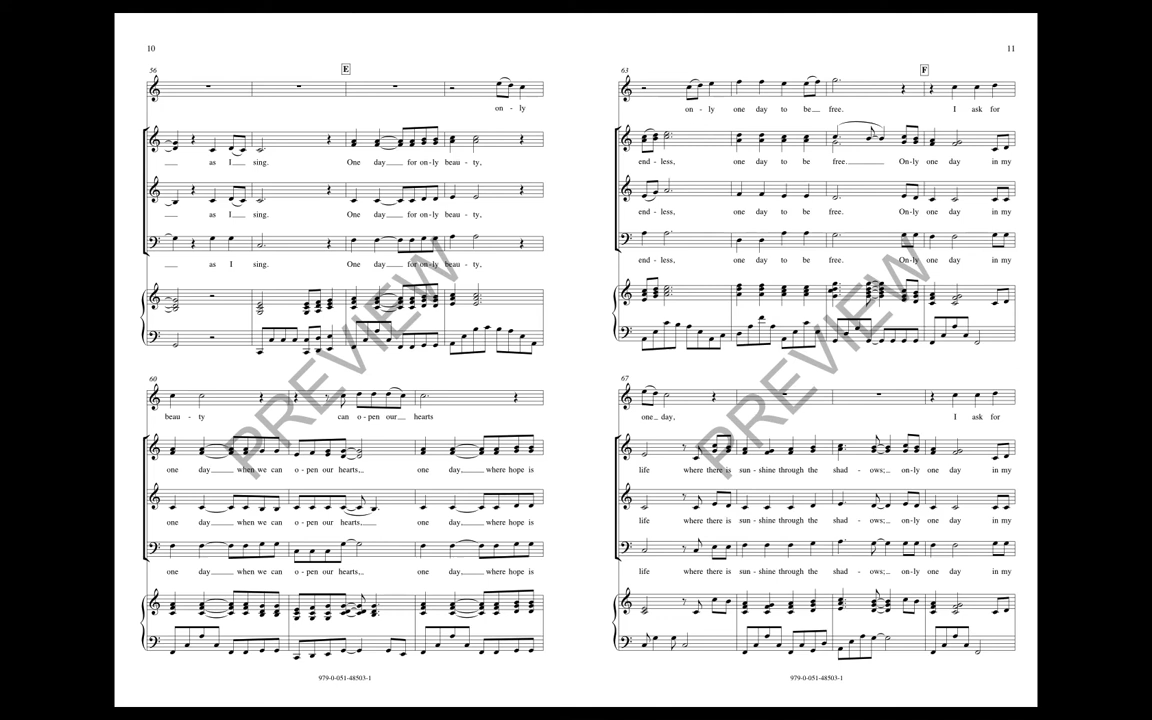 10
56
E
on - ly
as I sing. One day for on - ly beau - ty,
as I sing. One day for on - ly beau - ty,
as I sing. One day for on - ly beau - ty,
60
beau - ty can o - pen our hearts
one day when we can o - pen our hearts, one day where hope is
one day when we can o - pen our hearts, one day where hope is
one day when we can o - pen our hearts, one day where hope is
PREVIEW
979-0-051-48503-1
11
63
F
on - ly one day to be free. I ask for
end - less, one day to be free. On - ly one day in my
end - less, one day to be free. On - ly one day in my
end - less, one day to be free. On - ly one day in my
67
one day, I ask for
life where there is sun - shine through the shad - ows; on - ly one day in my
life where there is sun - shine through the shad - ows; on - ly one day in my
life where there is sun - shine through the shad - ows; on - ly one day in my
PREVIEW
979-0-051-48503-1